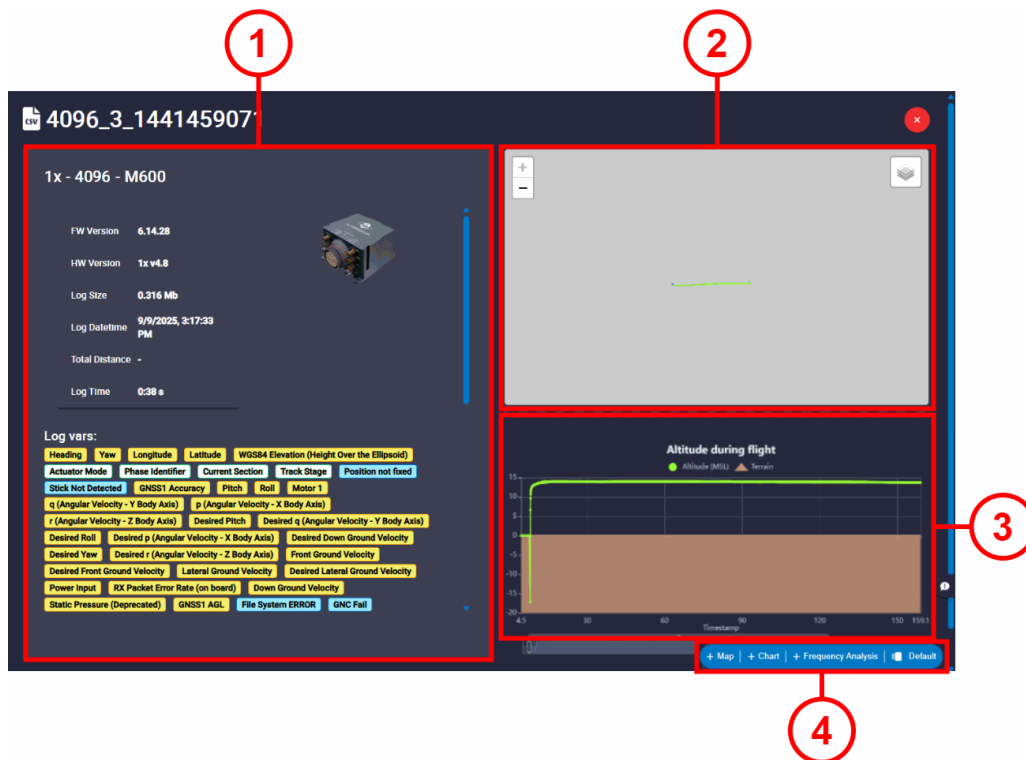 1
2
CSV
4096_3_1441459071
×
1x - 4096 - M600
FW Version 6.14.28
HW Version 1x v4.8
Log Size 0.316 Mb
Log Datetime 9/9/2025, 3:17:33
PM
Total Distance -
Log Time 0:38 s
Log vars:
Heading Yaw Longitude Latitude WGS84 Elevation (Height Over the Ellipsoid)
Actuator Mode Phase Identifier Current Section Track Stage Position not fixed
Stick Not Detected GNSS1 Accuracy Pitch Roll Motor 1
q (Angular Velocity - Y Body Axis) p (Angular Velocity - X Body Axis)
r (Angular Velocity - Z Body Axis) Desired Pitch Desired q (Angular Velocity - Y Body Axis)
Desired Roll Desired p (Angular Velocity - X Body Axis) Desired Down Ground Velocity
Desired Yaw Desired r (Angular Velocity - Z Body Axis) Front Ground Velocity
Desired Front Ground Velocity Lateral Ground Velocity Desired Lateral Ground Velocity
Power Input RX Packet Error Rate (on board) Down Ground Velocity
Static Pressure (Deprecated) GNSS1 AGL File System ERROR GNC Fail
+
−
Altitude during flight
Altitude (MSL) Terrain
15
10
5
0
-5
-10
-15
-20
4.5 30 60 90 120 150 159.1
Timestamp
3
+ Map | + Chart | + Frequency Analysis | Default
4